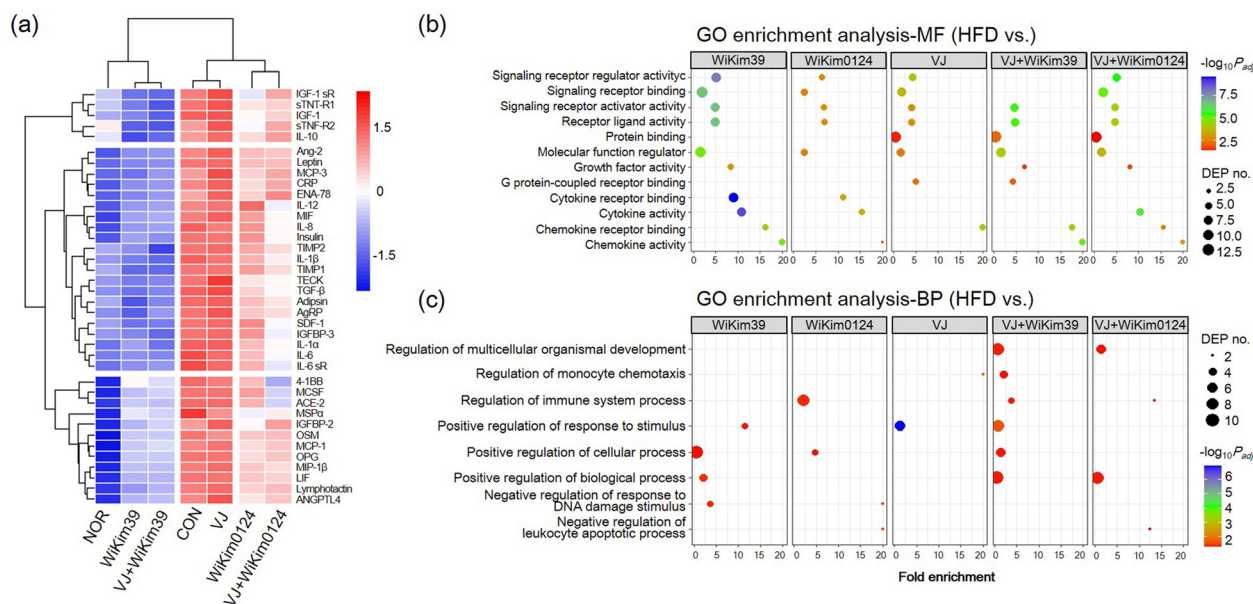 (a)
IGF-1 sR
sTNT-R1
IGF-1
sTNF-R2
IL-10
Ang-2
Leptin
MCP-3
CRP
ENA-78
IL-12
MIF
IL-8
Insulin
TIMP2
IL-1β
TIMP1
TECK
TGF-β
Adipsin
AgRP
SDF-1
IGFBP-3
IL-1α
IL-6
IL-6 sR
4-1BB
MCSF
ACE-2
MSPα
IGFBP-2
OSM
MCP-1
OPG
MIP-1β
LIF
Lymphotactin
ANGPTL4
NOR
WiKim39
VJ+WiKim39
CON
VJ
WiKim0124
VJ+WiKim0124
1.5
0
-1.5
(b)
GO enrichment analysis-MF (HFD vs.)
WiKim39 WiKim0124 VJ VJ+WiKim39 VJ+WiKim0124
Signaling receptor regulator activityc
Signaling receptor binding
Signaling receptor activator activity
Receptor ligand activity
Protein binding
Molecular function regulator
Growth factor activity
G protein-coupled receptor binding
Cytokine receptor binding
Cytokine activity
Chemokine receptor binding
Chemokine activity
0 5 10 15 20 0 5 10 15 20 0 5 10 15 20 0 5 10 15 20 0 5 10 15 20
-log10Padj
7.5
5.0
2.5
DEP no.
2.5
5.0
7.5
10.0
12.5
(c)
GO enrichment analysis-BP (HFD vs.)
WiKim39 WiKim0124 VJ VJ+WiKim39 VJ+WiKim0124
Regulation of multicellular organismal development
Regulation of monocyte chemotaxis
Regulation of immune system process
Positive regulation of response to stimulus
Positive regulation of cellular process
Positive regulation of biological process
Negative regulation of response to
DNA damage stimulus
Negative regulation of
leukocyte apoptotic process
0 5 10 15 20 0 5 10 15 20 0 5 10 15 20 0 5 10 15 20 0 5 10 15 20
Fold enrichment
DEP no.
2
4
6
8
10
-log10Padj
6
5
4
3
2